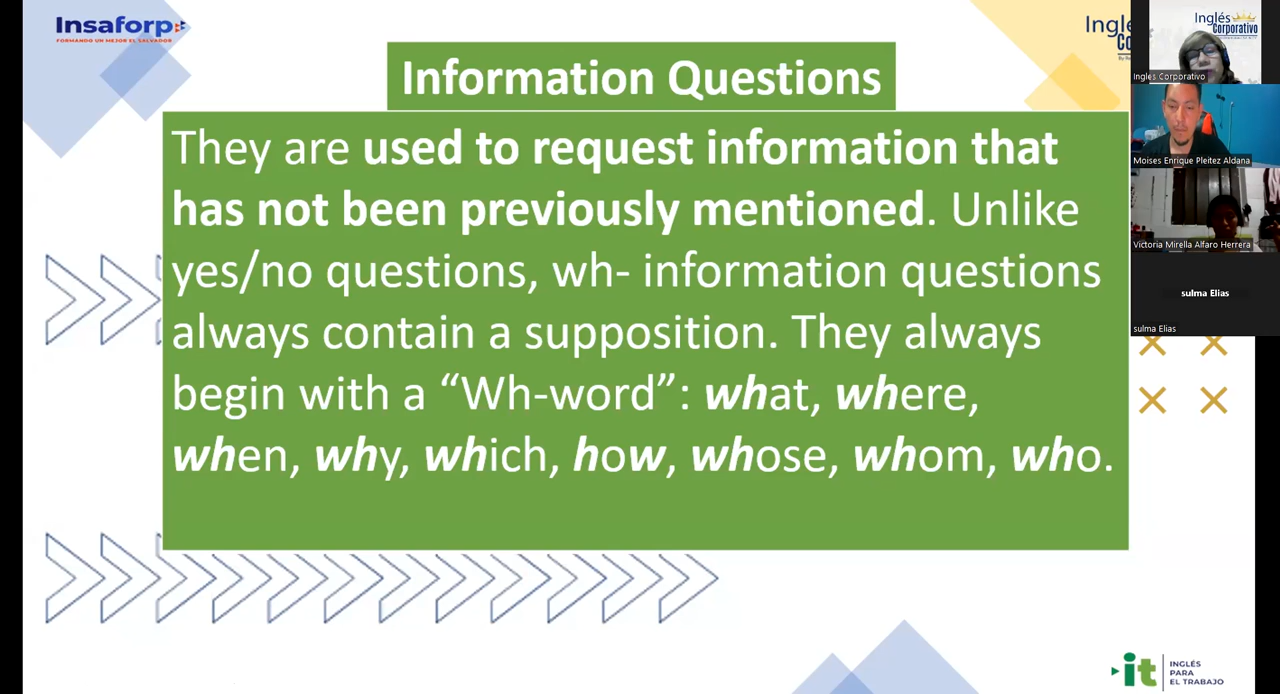 Insaforp
FORMANDO UN MEJOR EL SALVADOR
Information Questions
They are used to request information that
has not been previously mentioned. Unlike
yes/no questions, wh- information questions
always contain a supposition. They always
begin with a “Wh-word”: what, where,
when, why, which, how, whose, whom, who.
Inglés
Corporativo
Ingles Corporativo
Moises Enrique Pleitez Aldana
Victoria Mirella Alfaro Herrera
sulma Elias
sulma Elias
it
INGLÉS
PARA
EL TRABAJO